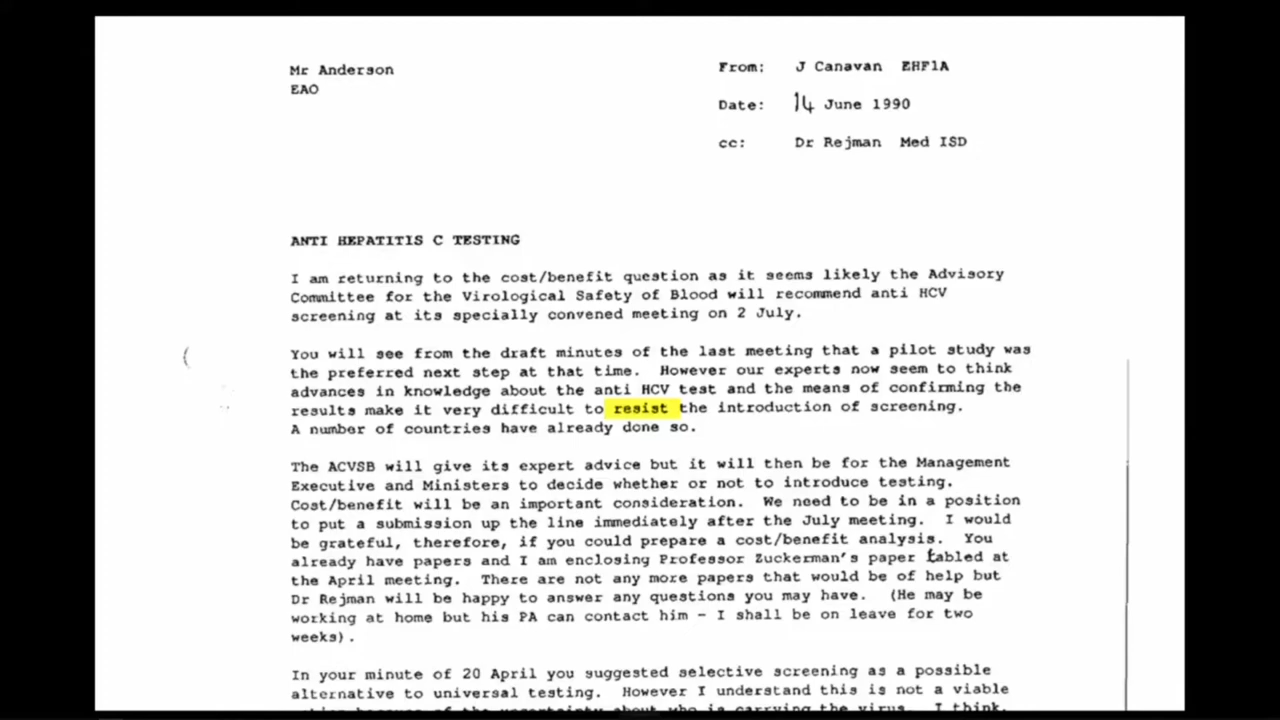 Mr Anderson
EAO
From: J Canavan EHF1A
Date: 14 June 1990
cc: Dr Rejman Med ISD
ANTI HEPATITIS C TESTING
I am returning to the cost/benefit question as it seems likely the Advisory
Committee for the Virological Safety of Blood will recommend anti HCV
screening at its specially convened meeting on 2 July.
You will see from the draft minutes of the last meeting that a pilot study was
the preferred next step at that time. However our experts now seem to think
advances in knowledge about the anti HCV test and the means of confirming the
results make it very difficult to resist the introduction of screening.
A number of countries have already done so.
The ACVSB will give its expert advice but it will then be for the Management
Executive and Ministers to decide whether or not to introduce testing.
Cost/benefit will be an important consideration. We need to be in a position
to put a submission up the line immediately after the July meeting. I would
be grateful, therefore, if you could prepare a cost/benefit analysis. You
already have papers and I am enclosing Professor Zuckerman's paper tabled at
the April meeting. There are not any more papers that would be of help but
Dr Rejman will be happy to answer any questions you may have. (He may be
working at home but his PA can contact him - I shall be on leave for two
weeks).
In your minute of 20 April you suggested selective screening as a possible
alternative to universal testing. However I understand this is not a viable
because of the uncertainty about who is carrying the virus. I think,